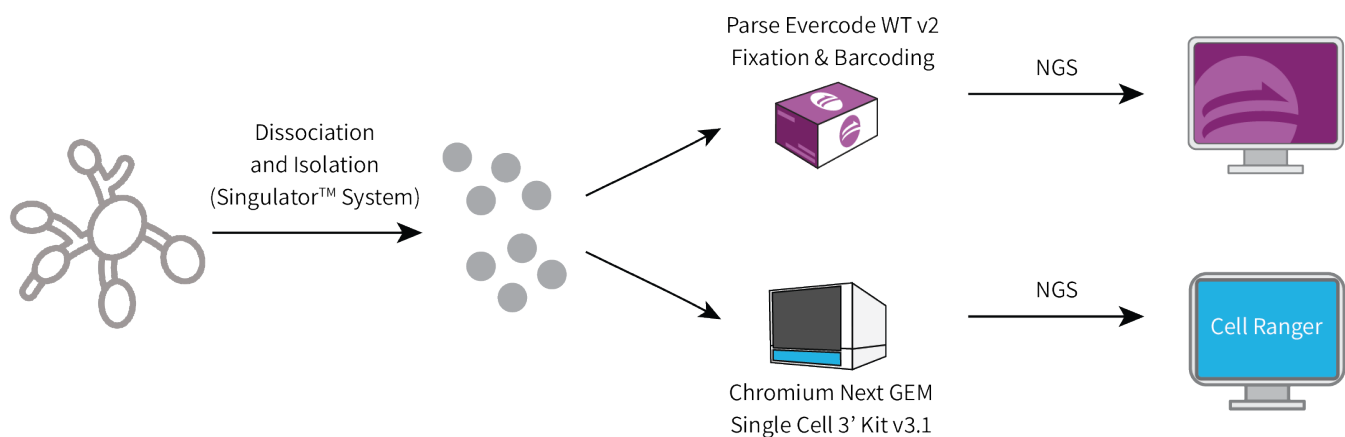 Dissociation
and Isolation
(Singulator™ System)
Parse Evercode WT v2
Fixation & Barcoding
NGS
Chromium Next GEM
Single Cell 3’ Kit v3.1
NGS
Cell Ranger